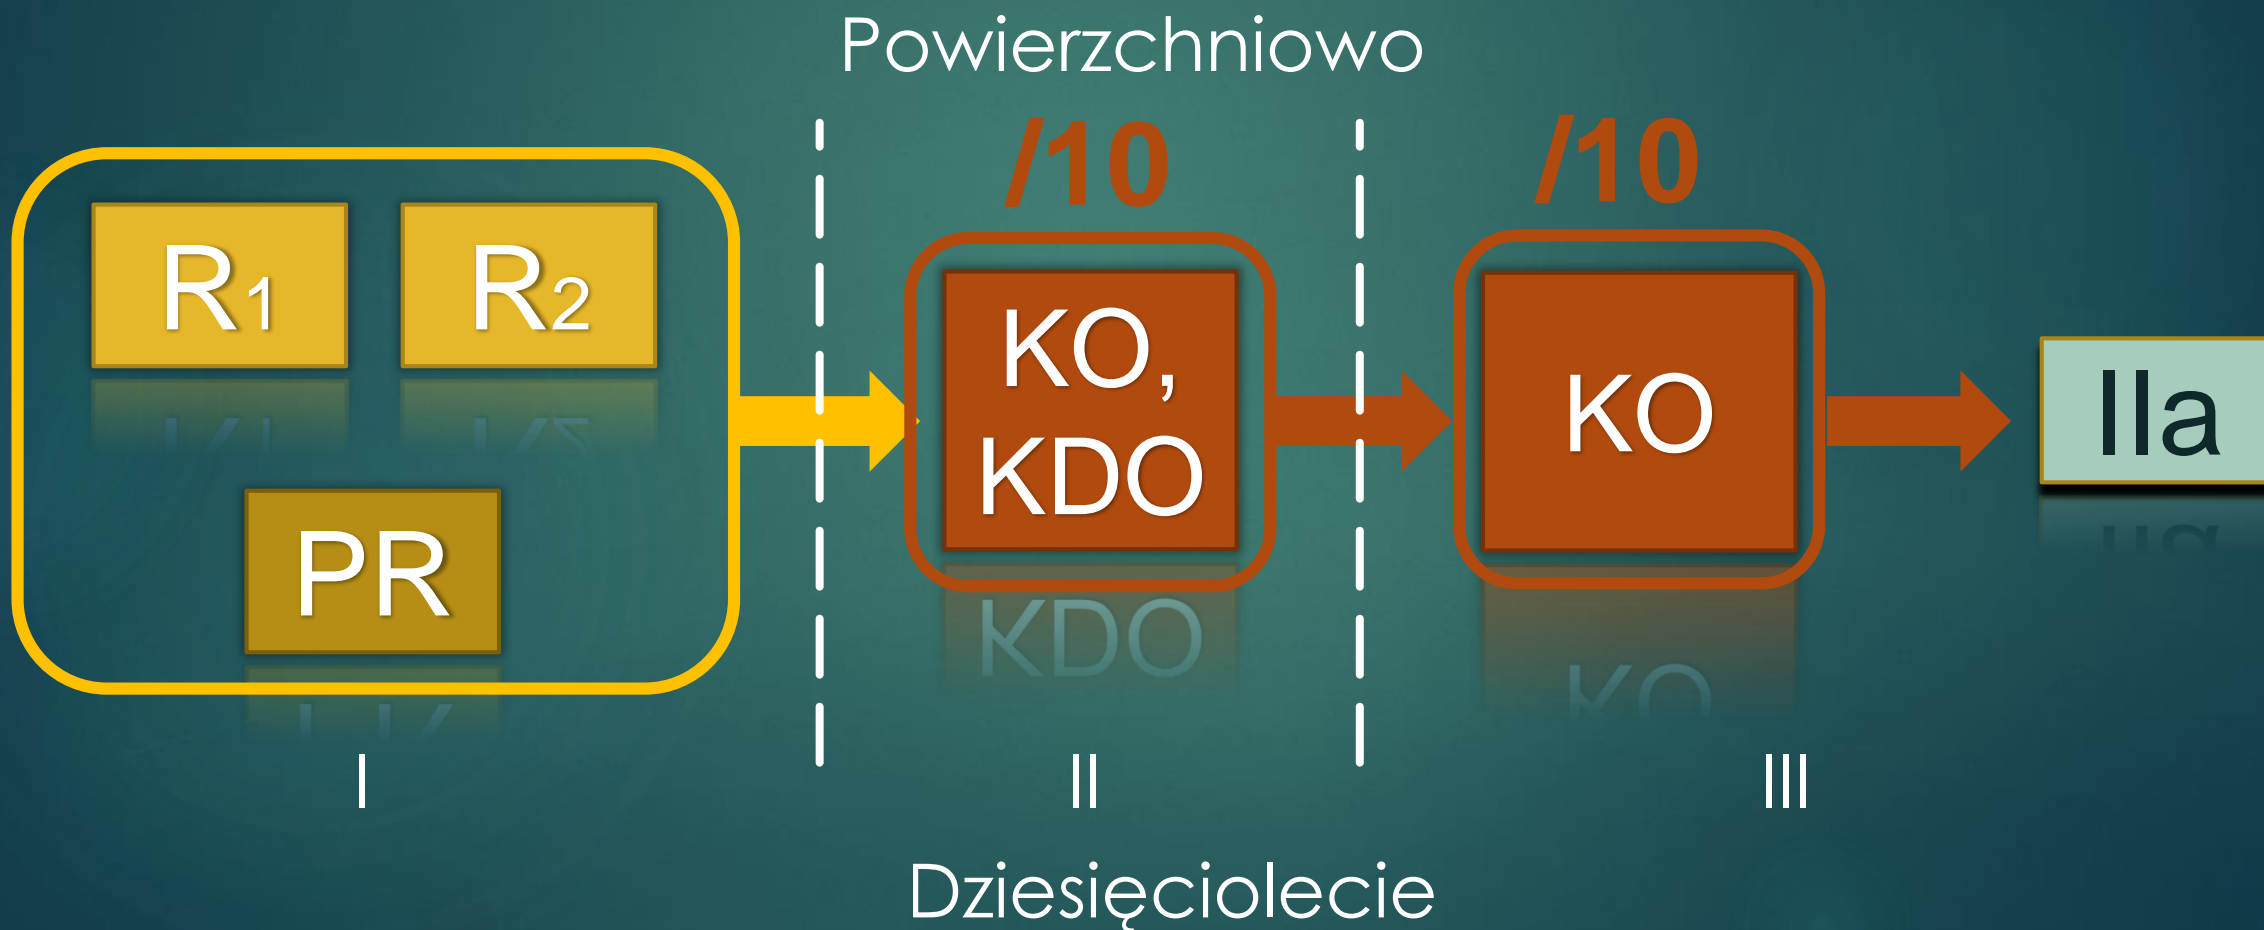 Powierzchniowo
/10
/10
R1
R2
PR
KO,
KDO
KO
IIa
I
II
III
Dziesięciolecie